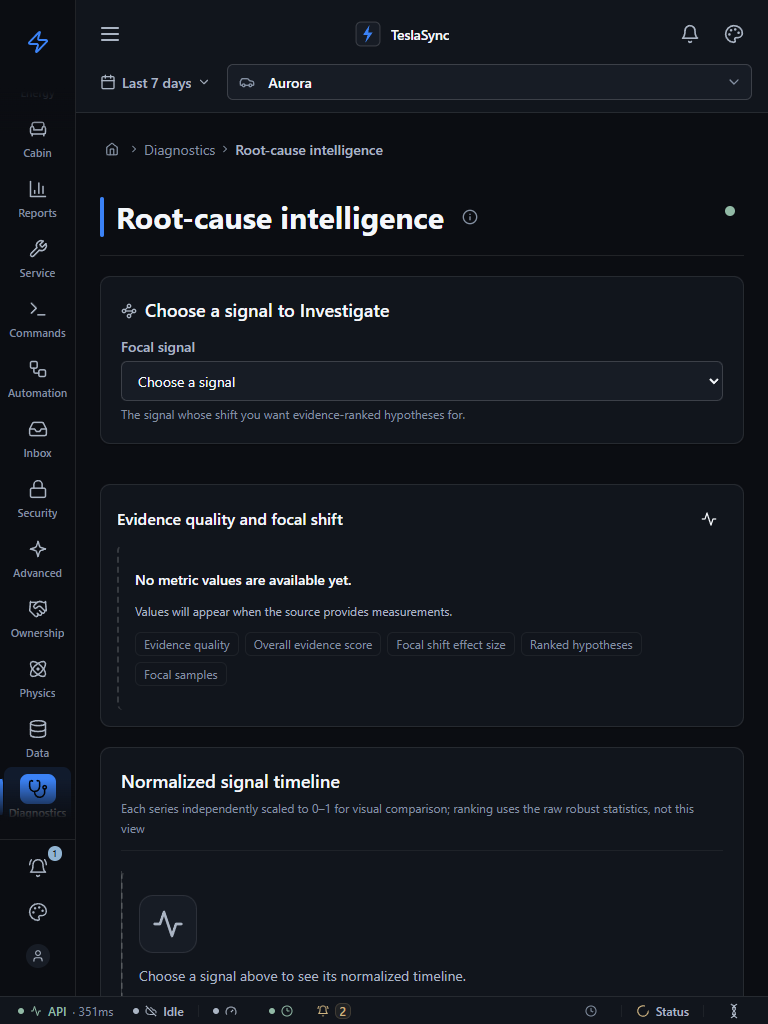 TeslaSync
Last 7 days
Aurora
Energy
Cabin
Reports
Service
Commands
Automation
Inbox
Security
Advanced
Ownership
Physics
Data
Diagnostics
1
Diagnostics
Root-cause intelligence
Root-cause intelligence
Choose a signal to Investigate
Focal signal
Choose a signal
The signal whose shift you want evidence-ranked hypotheses for.
Evidence quality and focal shift
No metric values are available yet.
Values will appear when the source provides measurements.
Evidence quality
Overall evidence score
Focal shift effect size
Ranked hypotheses
Focal samples
Normalized signal timeline
Each series independently scaled to 0–1 for visual comparison; ranking uses the raw robust statistics, not this
view
Choose a signal above to see its normalized timeline.
API · 351ms
Idle
2
Status